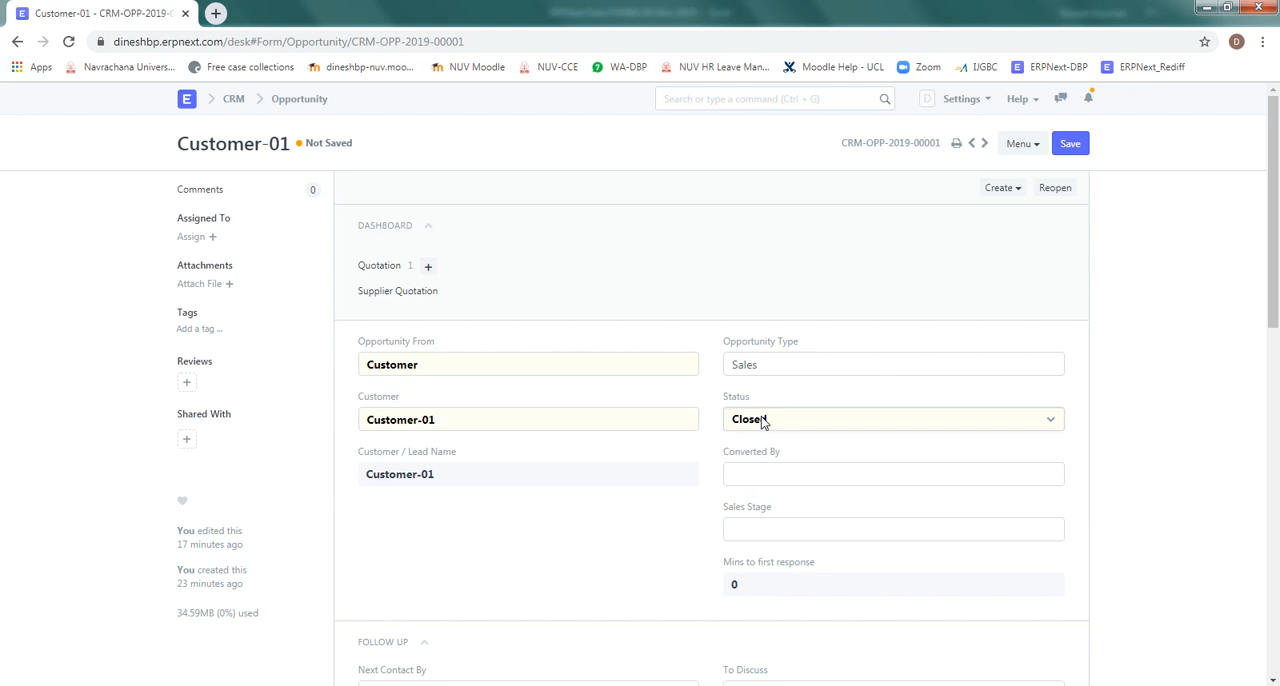 Customer-01 - CRM-OPP-2019-0
dineshbp.erpnext.com/desk#Form/Opportunity/CRM-OPP-2019-00001
D
Apps Navrachana Univers... Free case collections dineshbp-nuv.moo... NUV Moodle NUV-CCE WA-DBP NUV HR Leave Man... Moodle Help - UCL Zoom IJGBC ERPNext-DBP ERPNext_Rediff
E CRM Opportunity Search or type a command (Ctrl + G) D Settings Help
Customer-01 Not Saved CRM-OPP-2019-00001 Menu Save
Comments 0
Create Reopen
Assigned To
Assign +
DASHBOARD
Attachments
Attach File +
Quotation 1 +
Supplier Quotation
Tags
Add a tag ...
Reviews
+
Shared With
+
Opportunity From
Customer
Opportunity Type
Sales
Customer
Customer-01
Status
Closed
Customer / Lead Name
Customer-01
Converted By
Sales Stage
Mins to first response
0
You edited this
17 minutes ago
You created this
23 minutes ago
34.59MB (0%) used
FOLLOW UP
Next Contact By
To Discuss